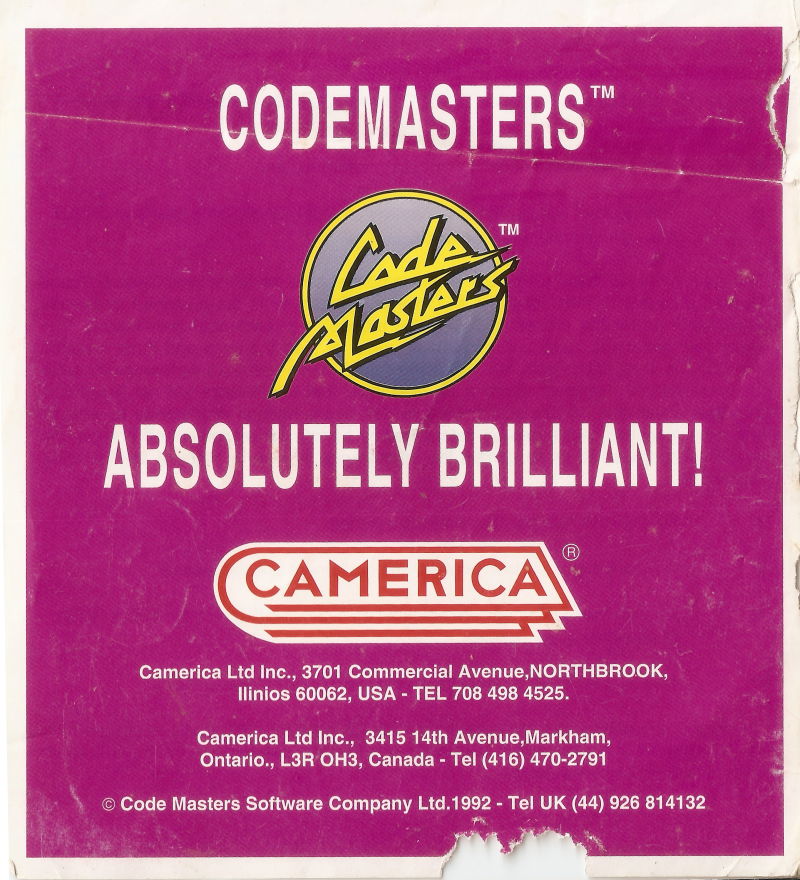 CODEMASTERS™
Code ™
Masters
ABSOLUTELY BRILLIANT!
CAMERICA ®
Camerica Ltd Inc., 3701 Commercial Avenue,NORTHBROOK,
Ilinios 60062, USA - TEL 708 498 4525.
Camerica Ltd Inc., 3415 14th Avenue,Markham,
Ontario., L3R OH3, Canada - Tel (416) 470-2791
© Code Masters Software Company Ltd.1992 - Tel UK (44) 926 814132